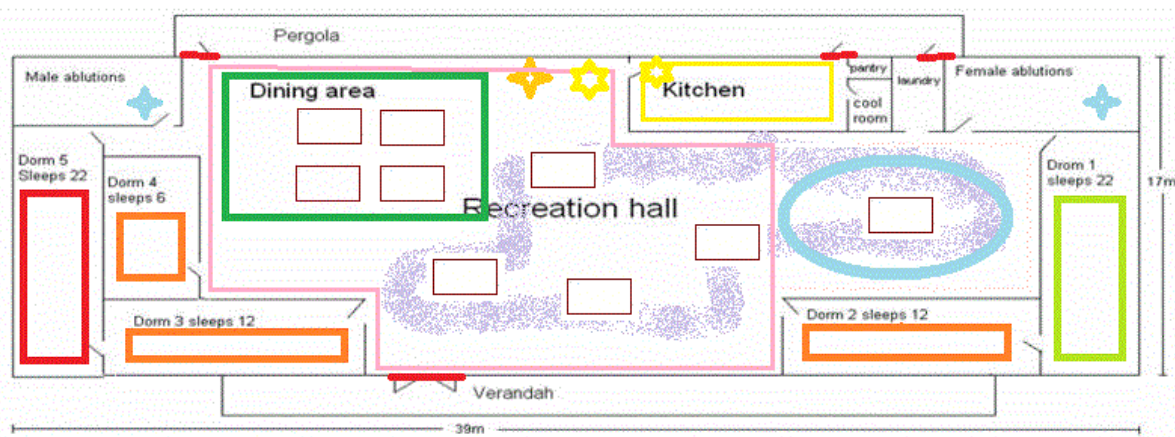 Pergola
Male ablutions
Dining area
Kitchen
pantry
laundry
Female ablutions
cool
room
Dorm 5
Sleeps 22
Dorm 4
sleeps 6
Drom 1
sleeps 22
17m
Recreation hall
Dorm 3 sleeps 12
Dorm 2 sleeps 12
Verandah
39m